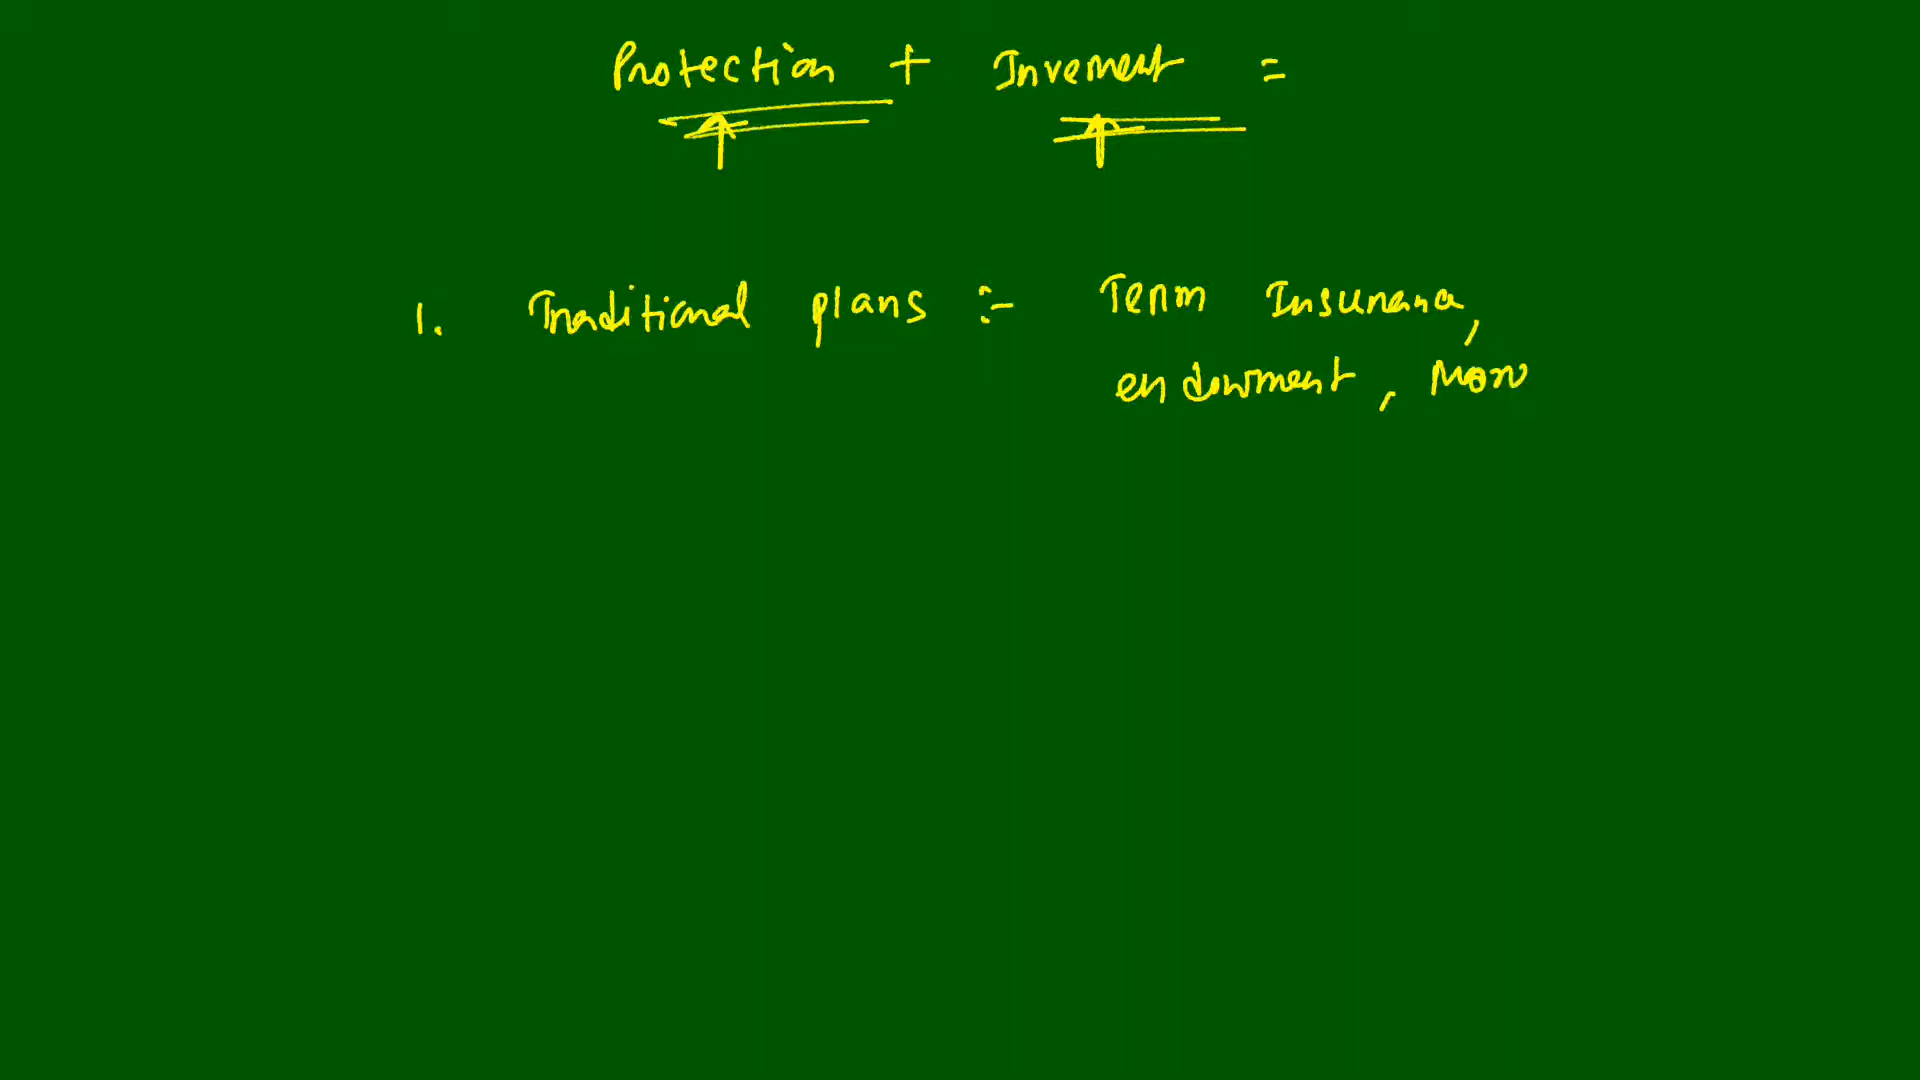 Protection + Invement =
1. Traditional plans :- Term Insurance,
endowment, Mon